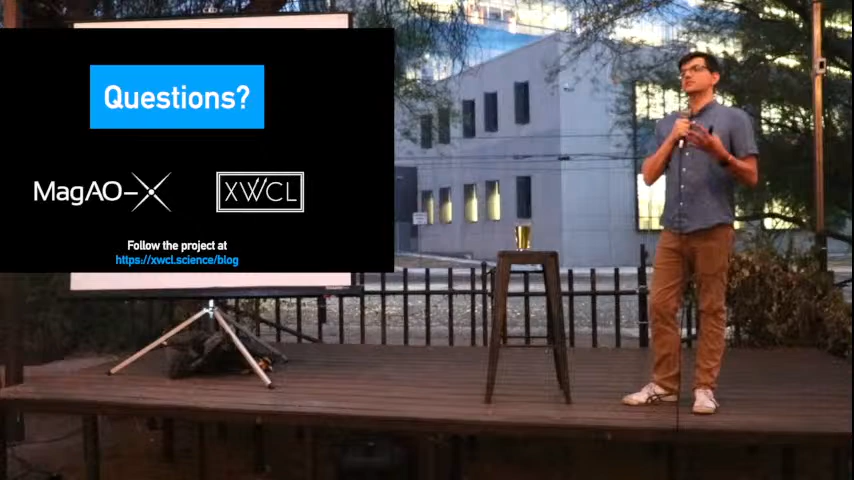 Questions?
MagAO-X
XWCL
Follow the project at
https://xwcl.science/blog